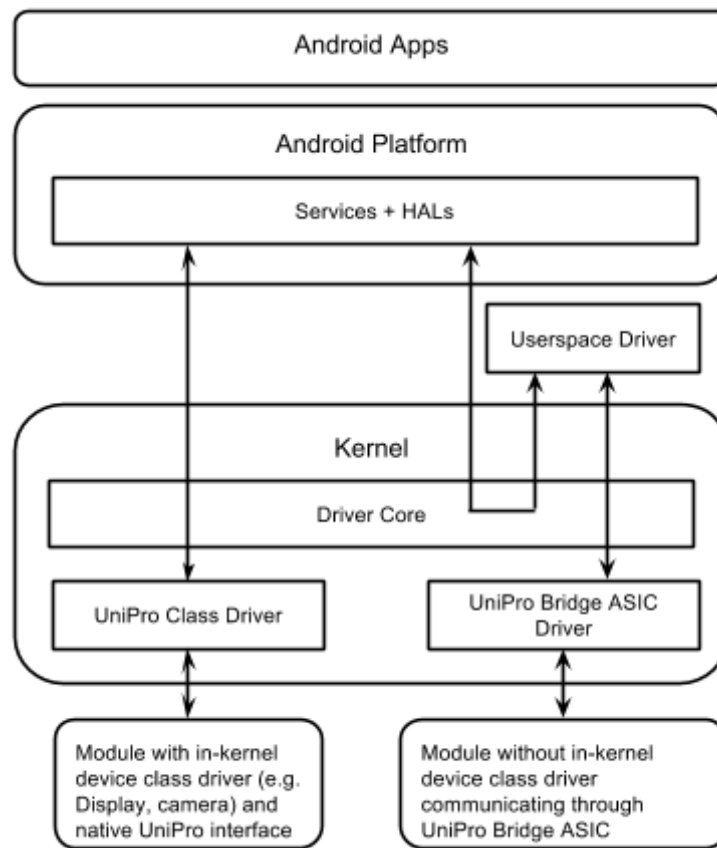 Android Apps
Android Platform
Services + HALs
Userspace Driver
Kernel
Driver Core
UniPro Class Driver
UniPro Bridge ASIC
Driver
Module with in-kernel
device class driver (e.g.
Display, camera) and
native UniPro interface
Module without in-kernel
device class driver
communicating through
UniPro Bridge ASIC